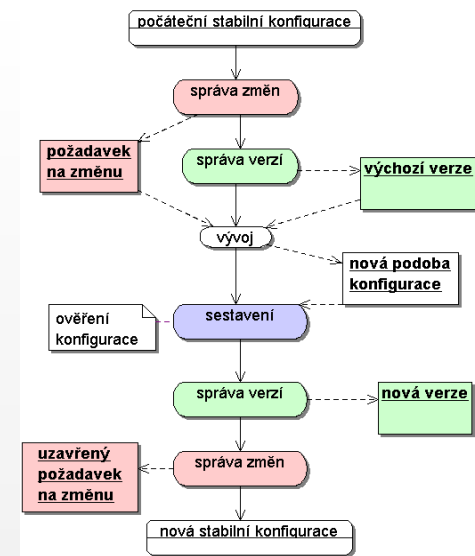 počáteční stabilní konfigurace
správa změn
požadavek
na změnu
správa verzí
výchozí verze
vývoj
nová podoba
konfigurace
ověření
konfigurace
sestavení
správa verzí
nová verze
uzavřený
požadavek
na změnu
správa změn
nová stabilní konfigurace